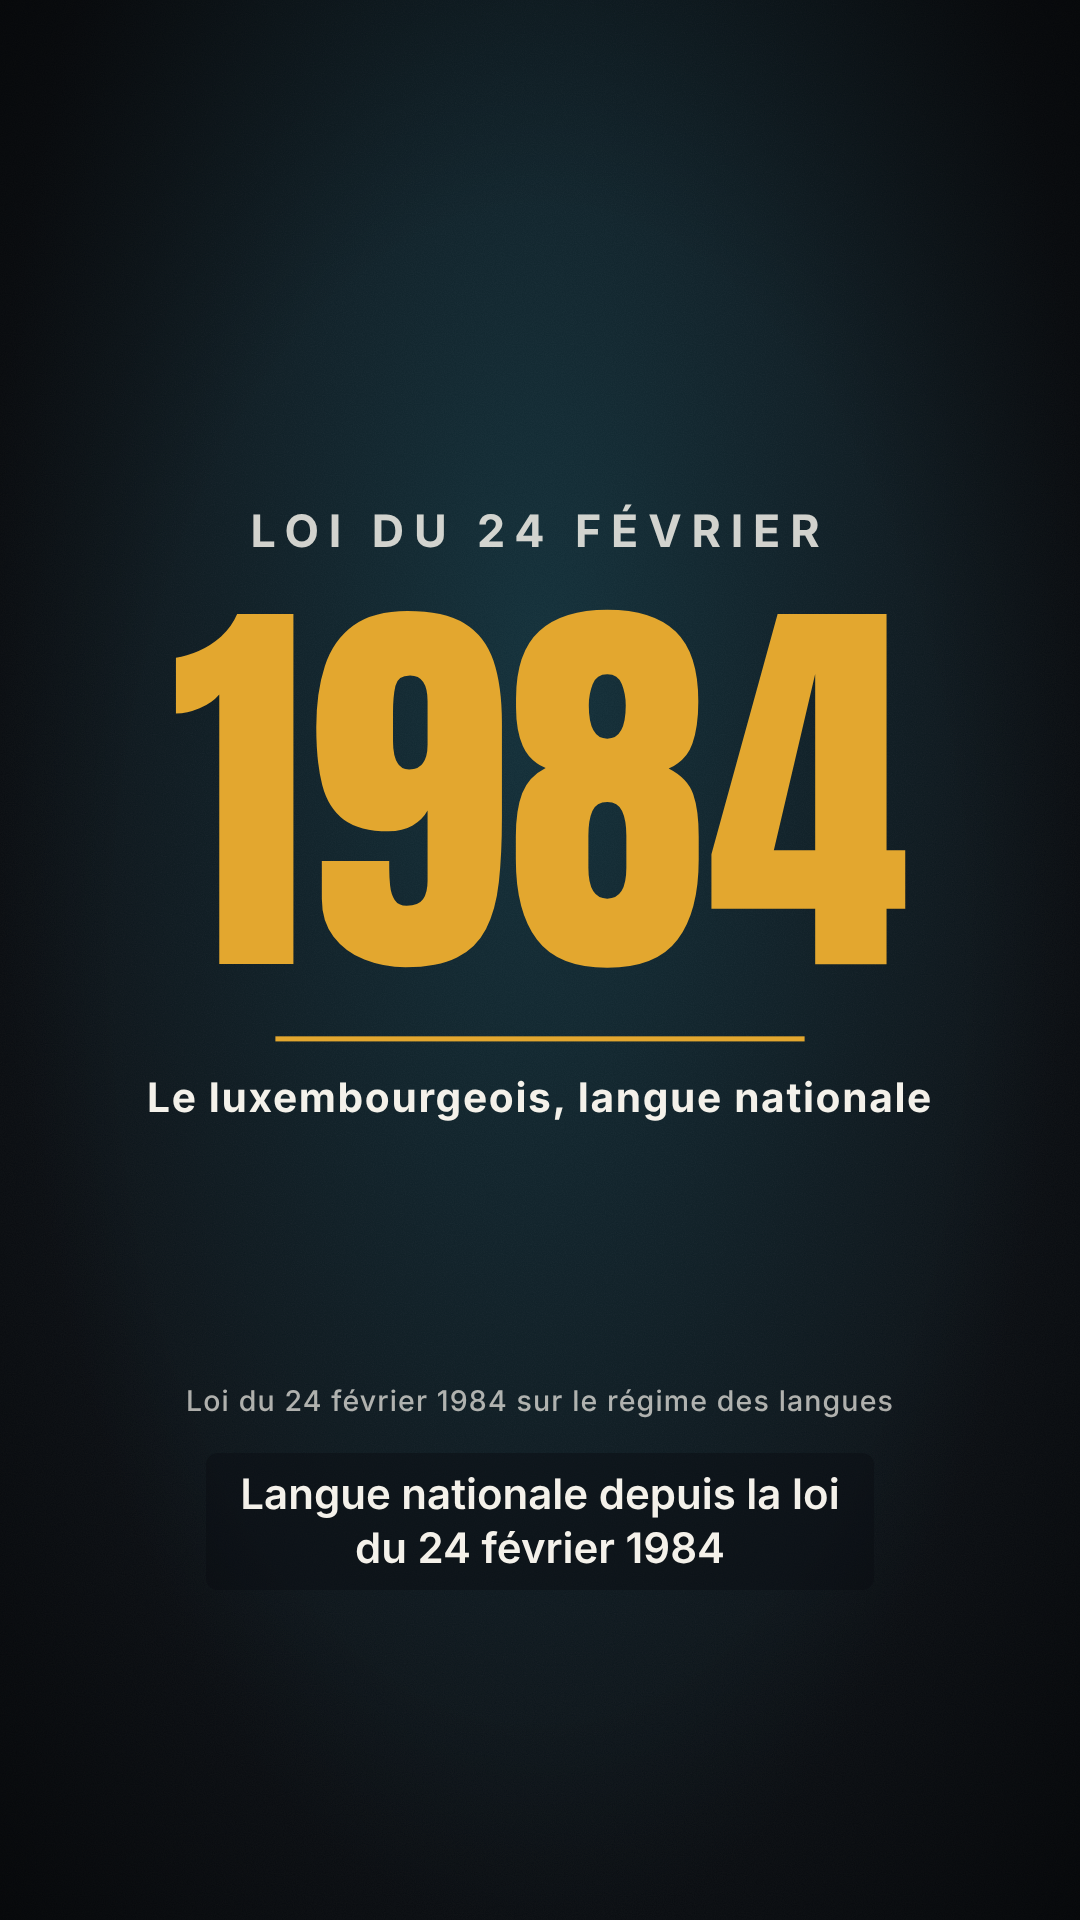 LOI DU 24 FÉVRIER
1984
Le luxembourgeois, langue nationale
Loi du 24 février 1984 sur le régime des langues
Langue nationale depuis la loi
du 24 février 1984